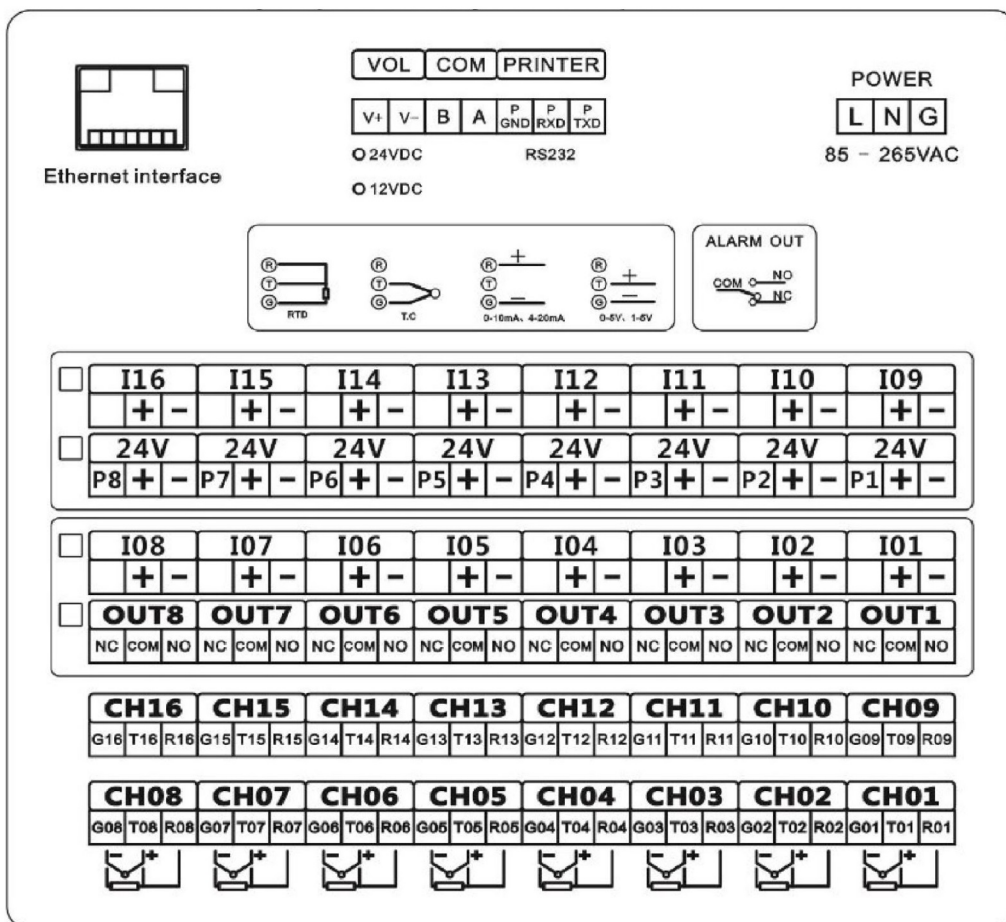 VOL COM PRINTER
POWER
V+ V- B A P GND P RXD P TXD
L N G
24VDC RS232
85 - 265VAC
Ethernet interface
12VDC
ALARM OUT
R R R + R
T T T T +
G G G - G -
RTD T.C 0-10mA、4-20mA 0-5V、1-5V
COM NO
NC
I16 I15 I14 I13 I12 I11 I10 I09
+ - + - + - + - + - + - + - + -
24V 24V 24V 24V 24V 24V 24V 24V
P8 + - P7 + - P6 + - P5 + - P4 + - P3 + - P2 + - P1 + -
I08 I07 I06 I05 I04 I03 I02 I01
+ - + - + - + - + - + - + - + -
OUT8 OUT7 OUT6 OUT5 OUT4 OUT3 OUT2 OUT1
NC COM NO NC COM NO NC COM NO NC COM NO NC COM NO NC COM NO NC COM NO NC COM NO
CH16 CH15 CH14 CH13 CH12 CH11 CH10 CH09
G16 T16 R16 G15 T15 R15 G14 T14 R14 G13 T13 R13 G12 T12 R12 G11 T11 R11 G10 T10 R10 G09 T09 R09
CH08 CH07 CH06 CH05 CH04 CH03 CH02 CH01
G08 T08 R08 G07 T07 R07 G06 T06 R06 G05 T05 R05 G04 T04 R04 G03 T03 R03 G02 T02 R02 G01 T01 R01
- + - + - + - + - + - + - + - +